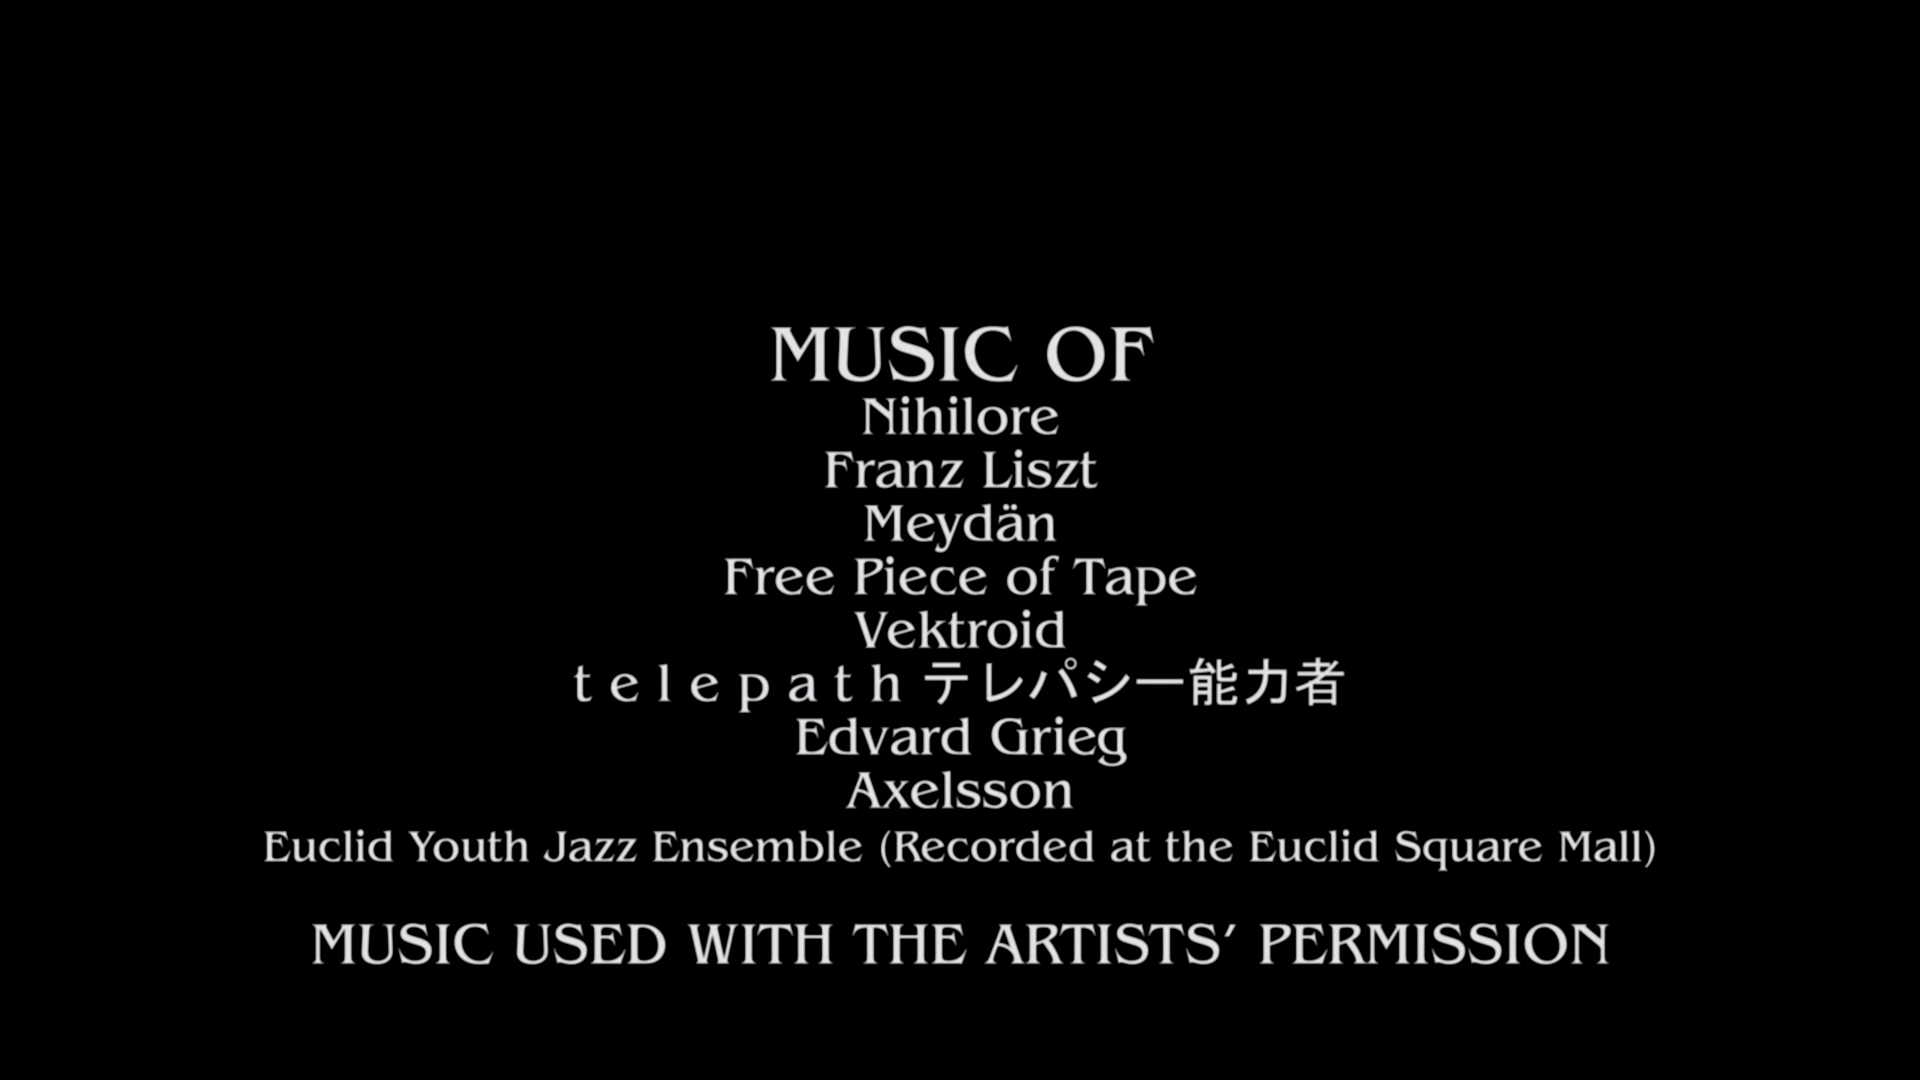 MUSIC OF
Nihilore
Franz Liszt
Meydän
Free Piece of Tape
Vektroid
t e l e p a t h テレパシー能力者
Edvard Grieg
Axelsson
Euclid Youth Jazz Ensemble (Recorded at the Euclid Square Mall)
MUSIC USED WITH THE ARTISTS’ PERMISSION